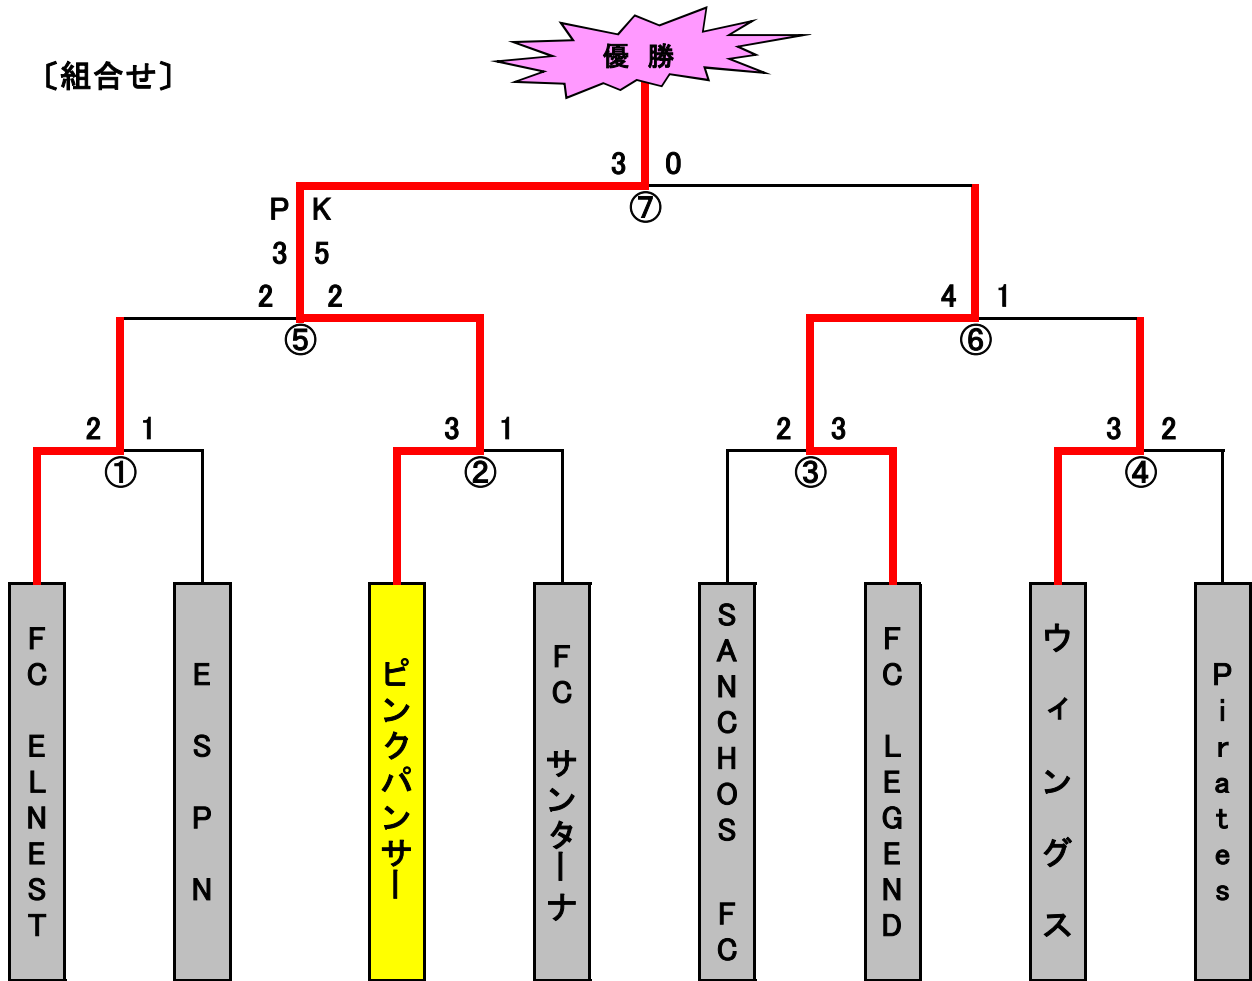 優 勝
〔組合せ〕
3 0
⑦
P K
3 5
2 2
⑤
4 1
⑥
2 1
①
3 1
②
2 3
③
3 2
④
FC ELNEST
ESPN
ピンクパンサー
FC サンターナ
SANCHOS FC
FC LEGEND
ウィングス
Pirates